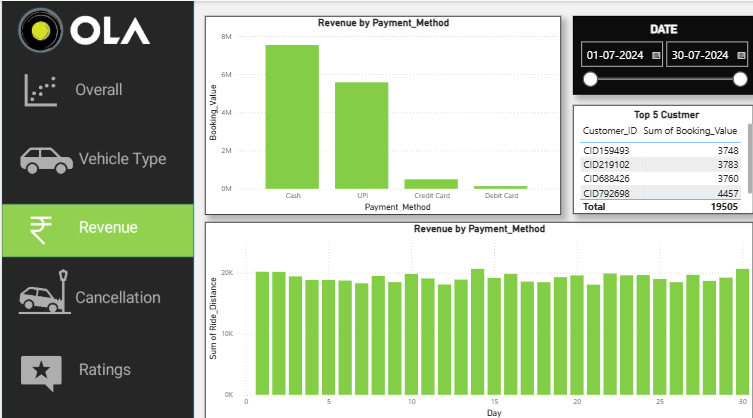 OLA
Overall
Vehicle Type
Revenue
Cancellation
Ratings
Revenue by Payment_Method
Booking_Value
8M
6M
4M
2M
0M
Cash
UPI
Credit Card
Debit Card
Payment_Method
DATE
01-07-2024
30-07-2024
Top 5 Custmer
Customer_ID Sum of Booking_Value
CID159493 3748
CID219102 3783
CID688426 3760
CID792698 4457
Total 19505
Revenue by Payment_Method
Sum of Ride_Distance
20K
10K
0K
0 5 10 15 20 25 30
Day